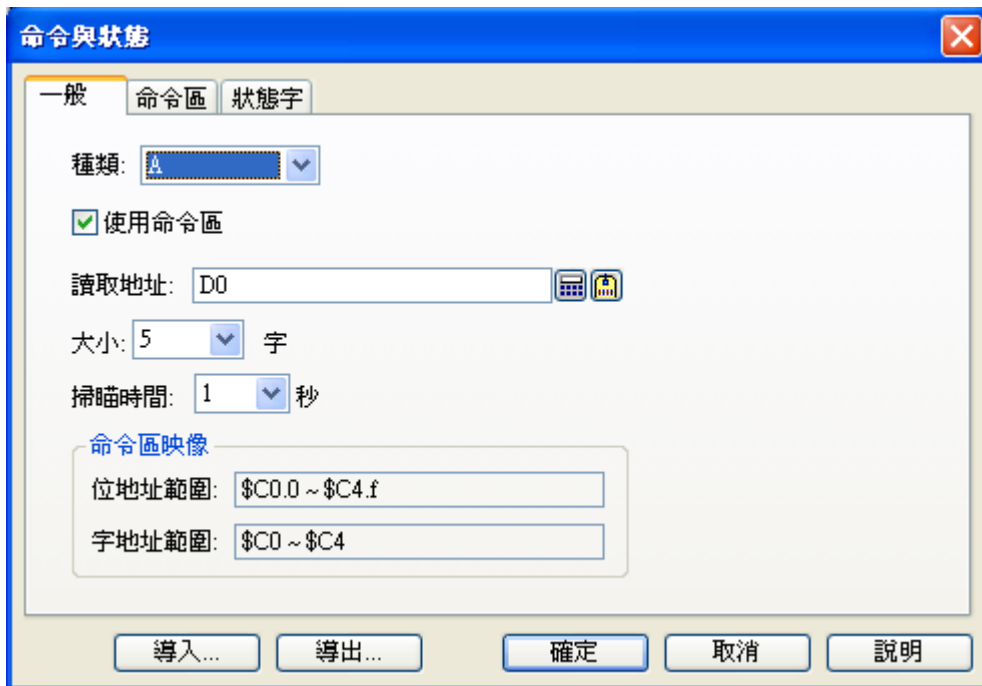 命令與狀態
一般 命令區 狀態字
種類: A
使用命令區
讀取地址: D0
大小: 5 字
掃瞄時間: 1 秒
命令區映像
位地址範圍: $C0.0 ~ $C4.f
字地址範圍: $C0 ~ $C4
導入... 導出... 確定 取消 說明